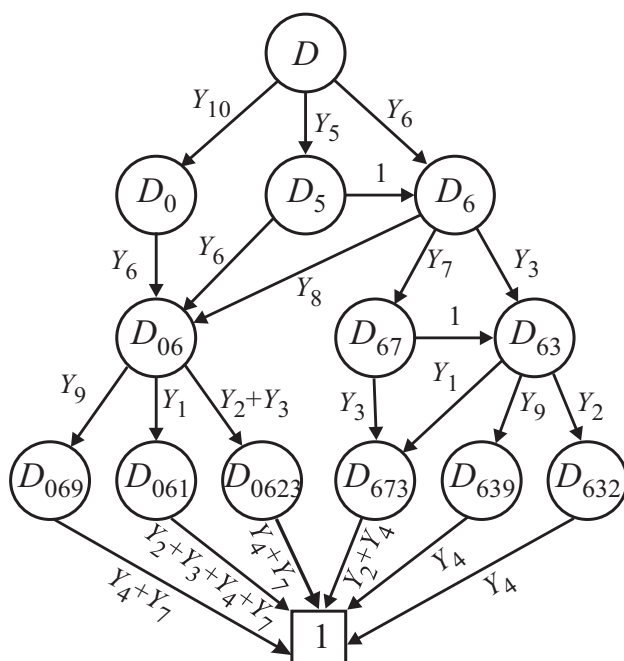 D
Y10 Y5 Y6
D0 D5 1 D6
Y6 Y6 Y8 Y7 Y3
D06 D67 1 D63
Y9 Y1 Y2+Y3 Y3 Y1 Y9 Y2
D069 D061 D0623 D673 D639 D632
Y4+Y7 Y2+Y3+Y4+Y7 Y4+Y7 Y2+Y4 Y4 Y4
1